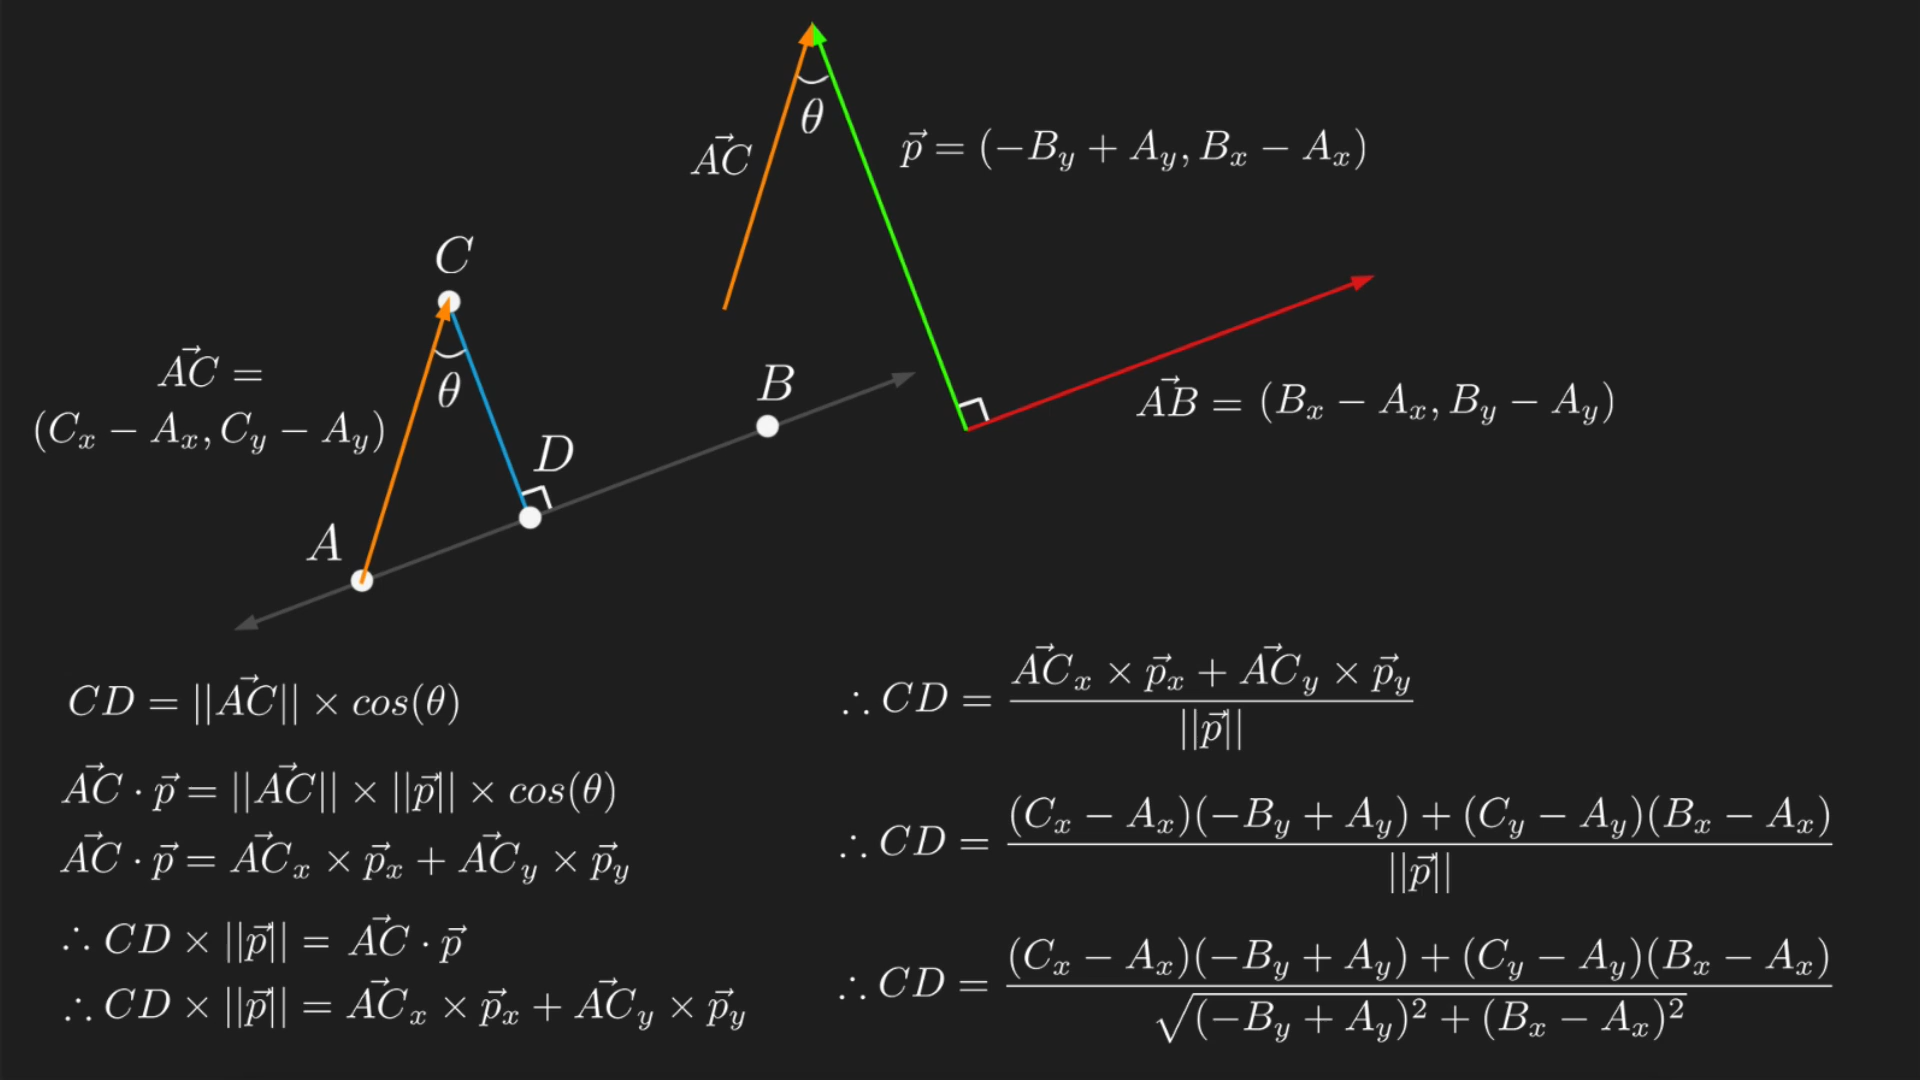 θ
A⃗C
p⃗ = (−B_y + A_y, B_x − A_x)
C
A⃗C =
(C_x − A_x, C_y − A_y)
θ
B
A⃗B = (B_x − A_x, B_y − A_y)
D
A
CD = ||A⃗C|| × cos(θ)
A⃗C · p⃗ = ||A⃗C|| × ||p⃗|| × cos(θ)
A⃗C · p⃗ = A⃗C_x × p⃗_x + A⃗C_y × p⃗_y
∴ CD × ||p⃗|| = A⃗C · p⃗
∴ CD × ||p⃗|| = A⃗C_x × p⃗_x + A⃗C_y × p⃗_y
∴ CD = (A⃗C_x × p⃗_x + A⃗C_y × p⃗_y) / ||p⃗||
∴ CD = ((C_x − A_x)(−B_y + A_y) + (C_y − A_y)(B_x − A_x)) / ||p⃗||
∴ CD = ((C_x − A_x)(−B_y + A_y) + (C_y − A_y)(B_x − A_x)) / √((−B_y + A_y)² + (B_x − A_x)²)